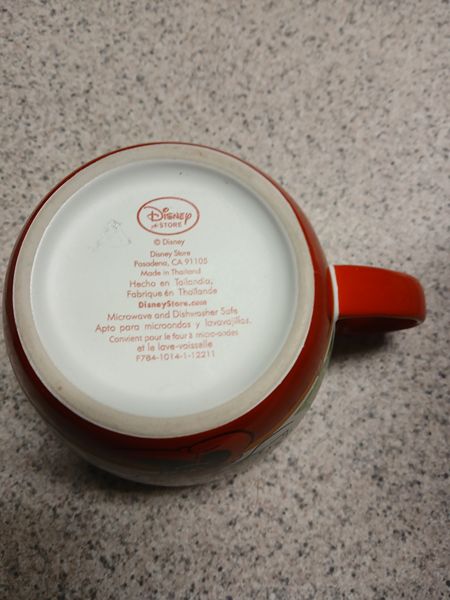 Disney
STORE
© Disney
Disney Store
Pasadena, CA 91105
Made in Thailand
Hecho en Tailandia,
Fabriqué en Thaïlande
DisneyStore.com
Microwave and Dishwasher Safe
Apto para microondas y lavavajillas.
Convient pour le four à micro-ondes
et le lave-vaisselle
F784-1014-1-12211